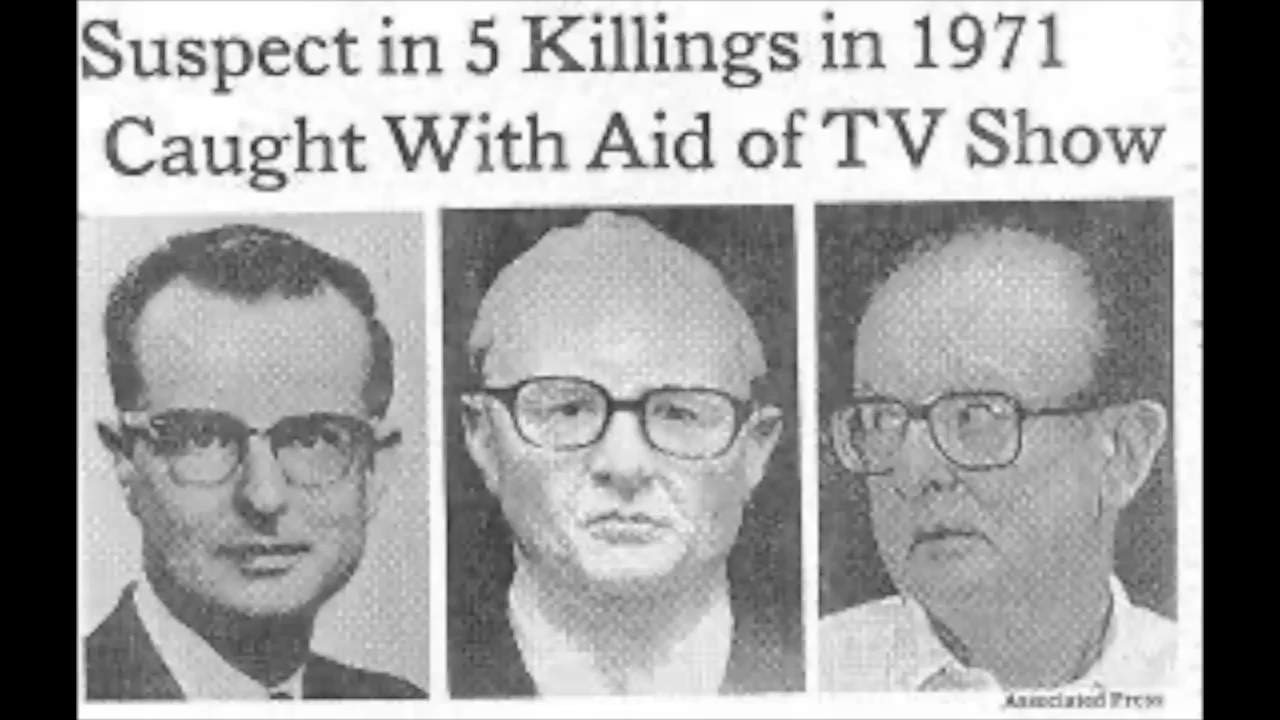 Suspect in 5 Killings in 1971
Caught With Aid of TV Show
Associated Press